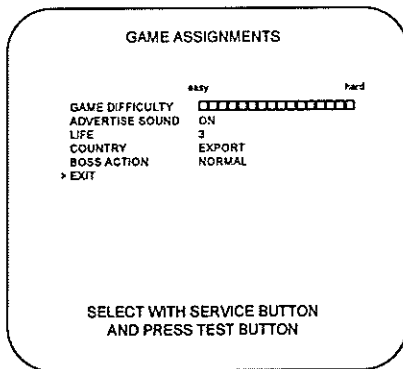 GAME ASSIGNMENTS
easy hard
GAME DIFFICULTY
ADVERTISE SOUND ON
LIFE 3
COUNTRY EXPORT
BOSS ACTION NORMAL
> EXIT
SELECT WITH SERVICE BUTTON
AND PRESS TEST BUTTON